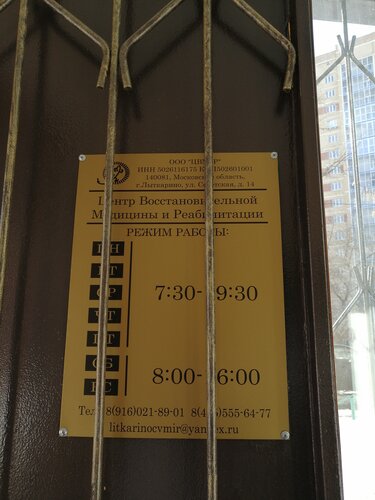 ООО "ЦВМиР"
ИНН 5026116175 КПП 502601001
140081, Московская область,
г.Лыткарино, ул. Советская, д. 14
Центр Восстановительной
Медицины и Реабилитации
РЕЖИМ РАБОТЫ:
ПН
ВТ
СР
ЧТ
ПТ
7:30-19:30
СБ
ВС
8:00-16:00
Тел. 8(916)021-89-01 8(495)555-64-77
litkarinocvmir@yandex.ru